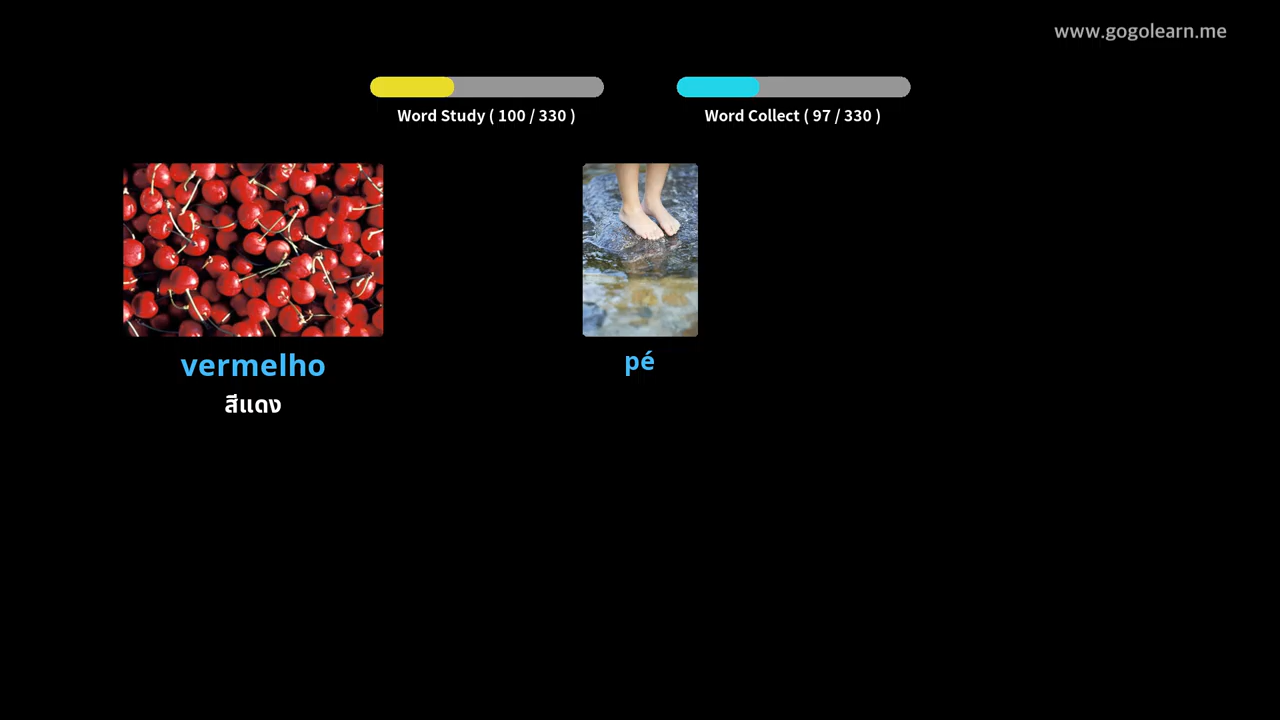 www.gogolearn.me
Word Study ( 100 / 330 )
Word Collect ( 97 / 330 )
vermelho
สีแดง
pé